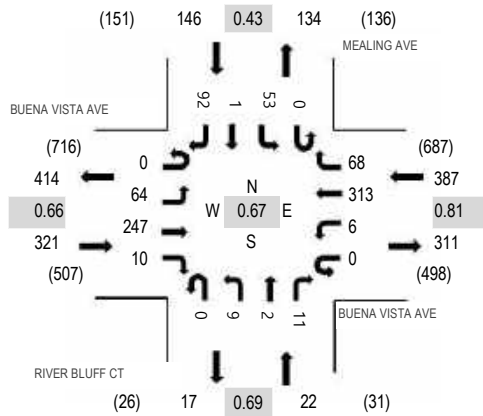 (151) 146 0.43 134 (136)
MEALING AVE
92 1 53 0
BUENA VISTA AVE
(716) 0 68 (687)
414 64 N 313 387
0.66 W 0.67 E 0.81
247 6
321 S 311
10 0
(507) (498)
0 9 2 11
BUENA VISTA AVE
RIVER BLUFF CT
(26) 17 0.69 22 (31)